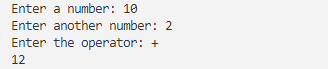 Enter a number: 10
Enter another number: 2
Enter the operator: +
12